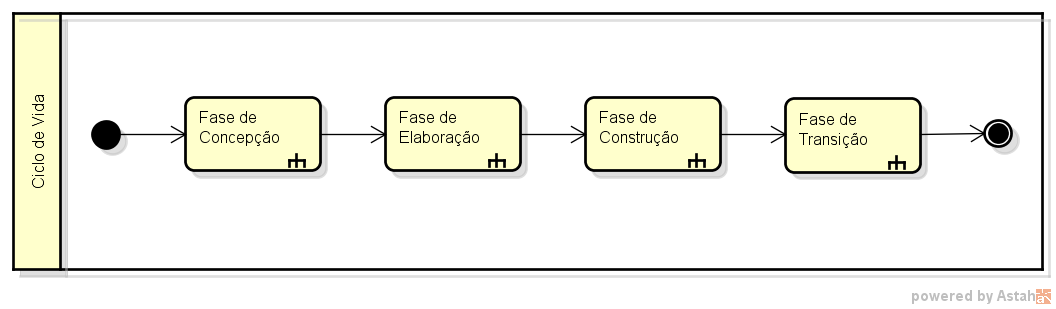 Ciclo de Vida
Fase de
Concepção
Fase de
Elaboração
Fase de
Construção
Fase de
Transição
powered by Astah